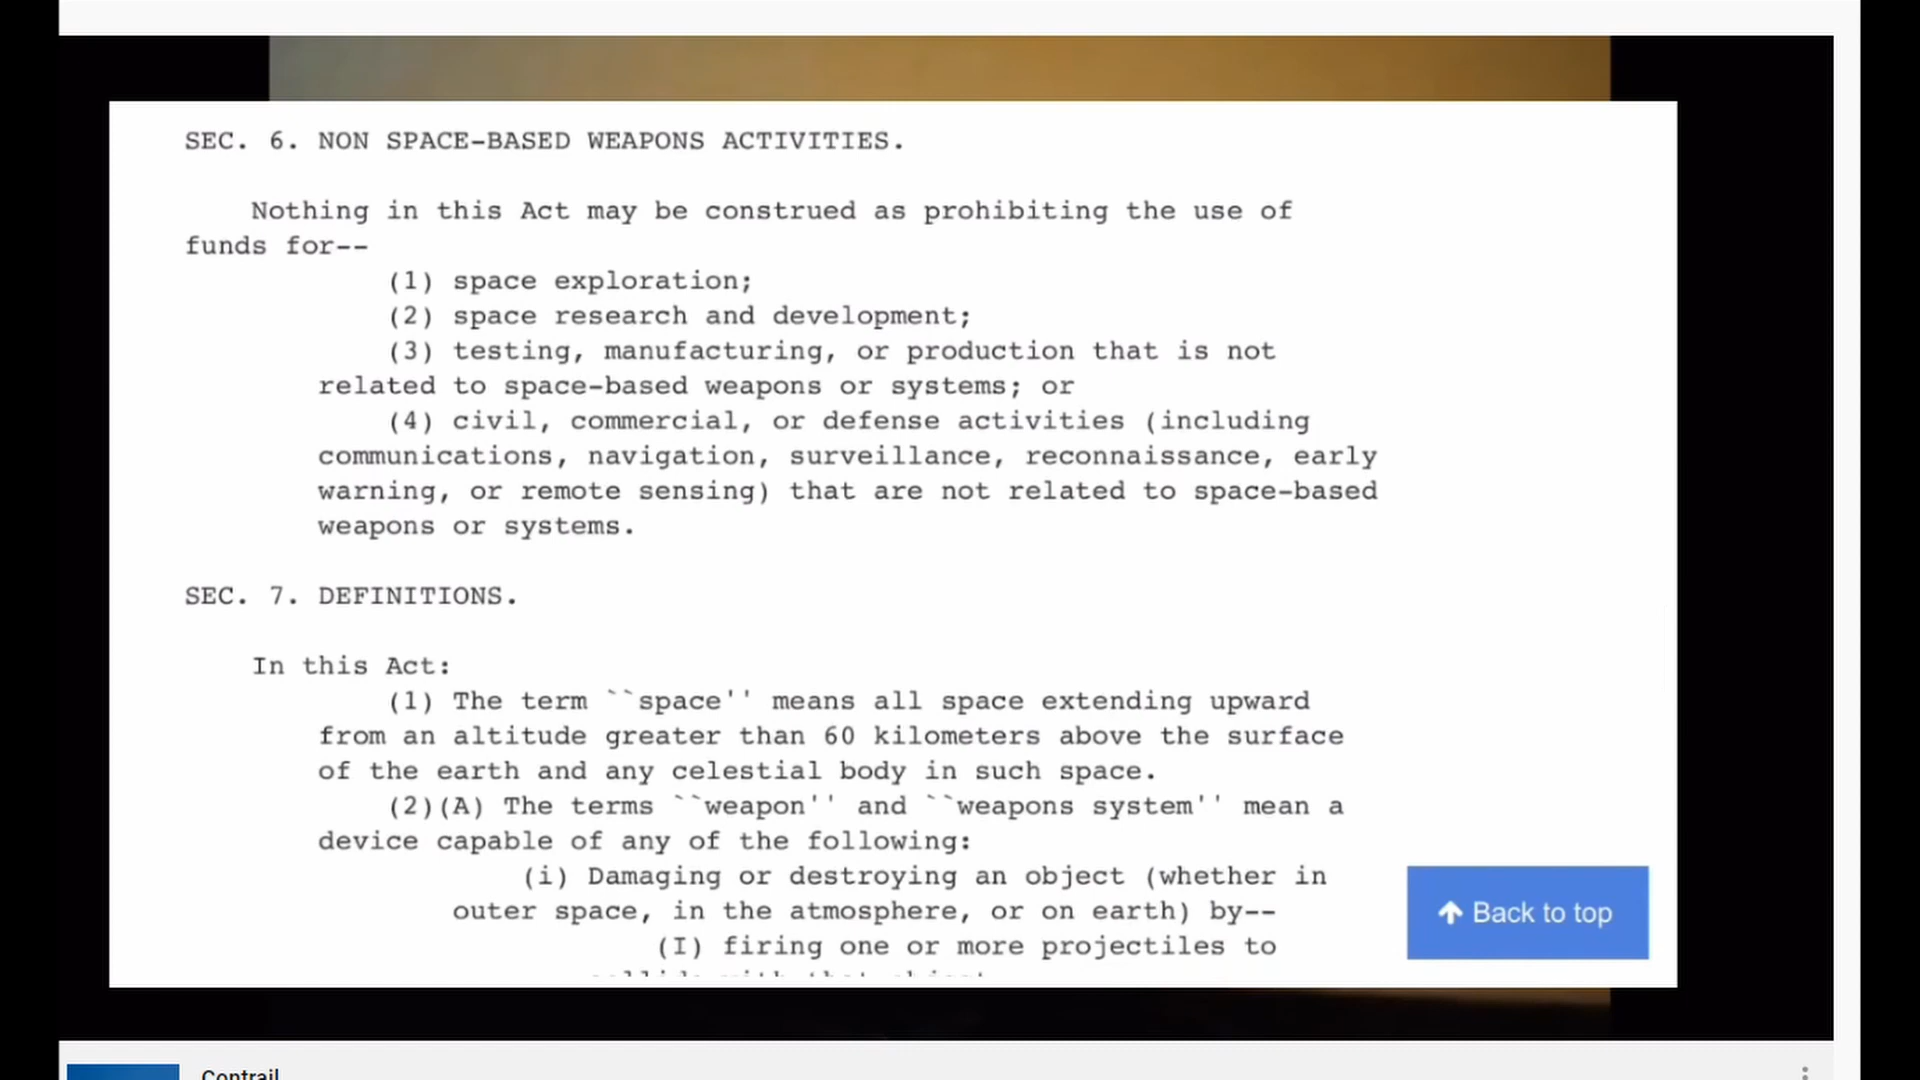 SEC. 6. NON SPACE-BASED WEAPONS ACTIVITIES.
Nothing in this Act may be construed as prohibiting the use of
funds for--
(1) space exploration;
(2) space research and development;
(3) testing, manufacturing, or production that is not
related to space-based weapons or systems; or
(4) civil, commercial, or defense activities (including
communications, navigation, surveillance, reconnaissance, early
warning, or remote sensing) that are not related to space-based
weapons or systems.
SEC. 7. DEFINITIONS.
In this Act:
(1) The term ``space'' means all space extending upward
from an altitude greater than 60 kilometers above the surface
of the earth and any celestial body in such space.
(2)(A) The terms ``weapon'' and ``weapons system'' mean a
device capable of any of the following:
(i) Damaging or destroying an object (whether in
outer space, in the atmosphere, or on earth) by--
(I) firing one or more projectiles to
Back to top
Contrail